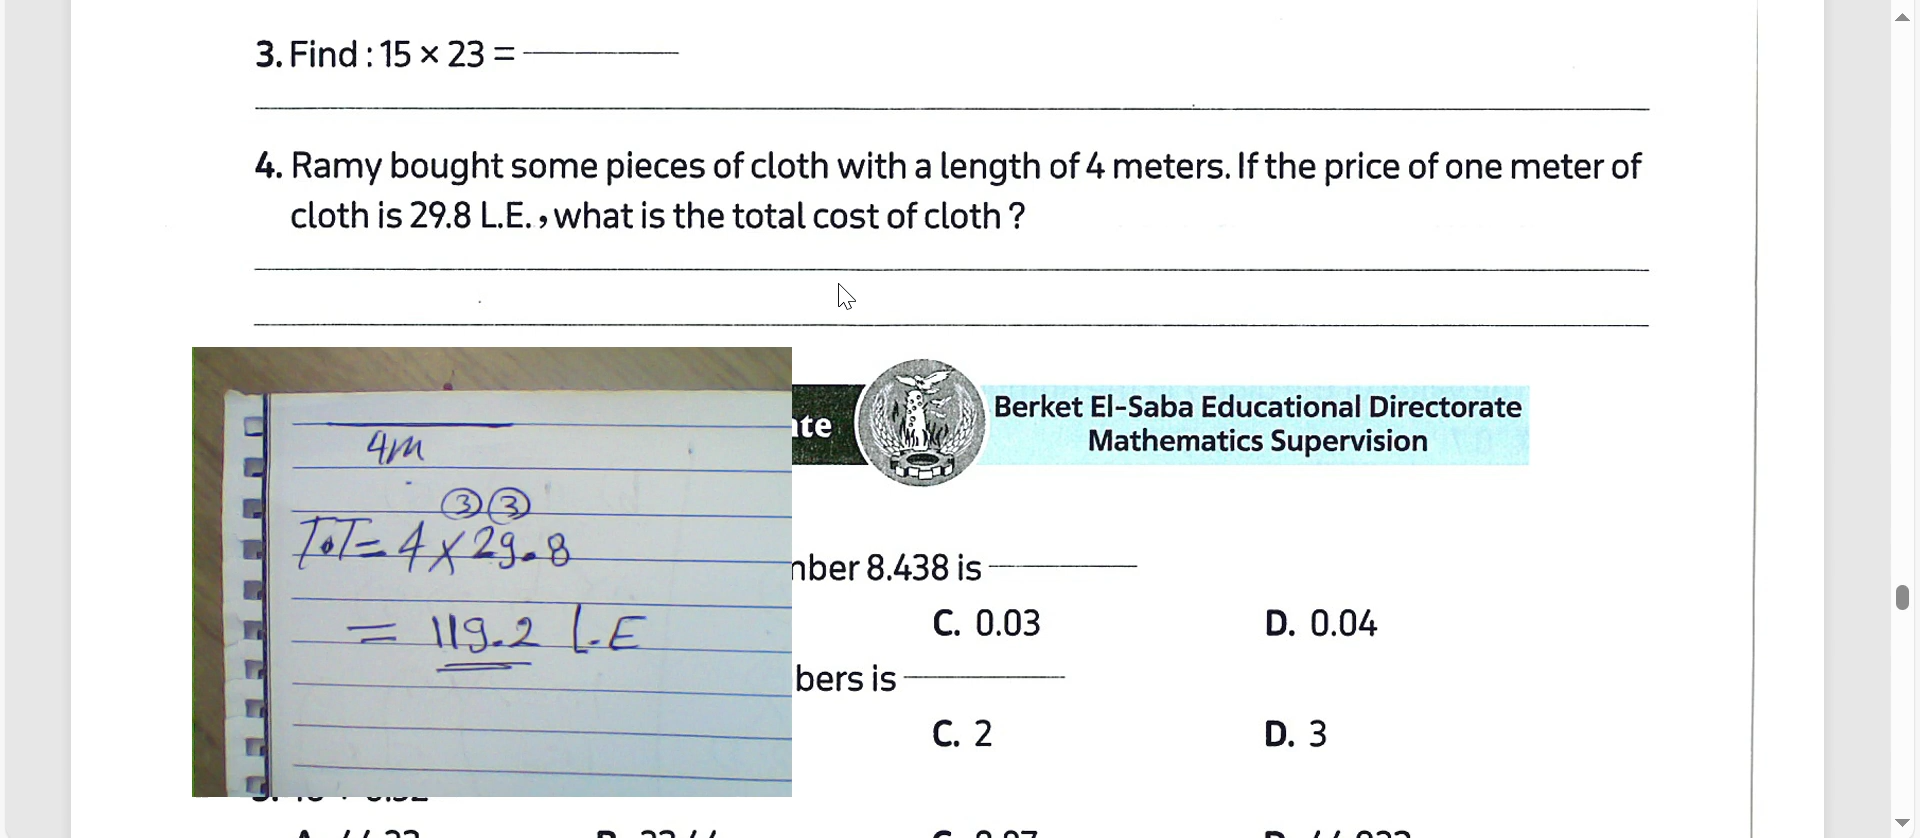 3. Find : 15 × 23 =
4. Ramy bought some pieces of cloth with a length of 4 meters. If the price of one meter of
cloth is 29.8 L.E. , what is the total cost of cloth ?
4m
3 3
ToT = 4 × 29.8
= 119.2 L.E
te
Berket El-Saba Educational Directorate
Mathematics Supervision
nber 8.438 is
C. 0.03 D. 0.04
bers is
C. 2 D. 3